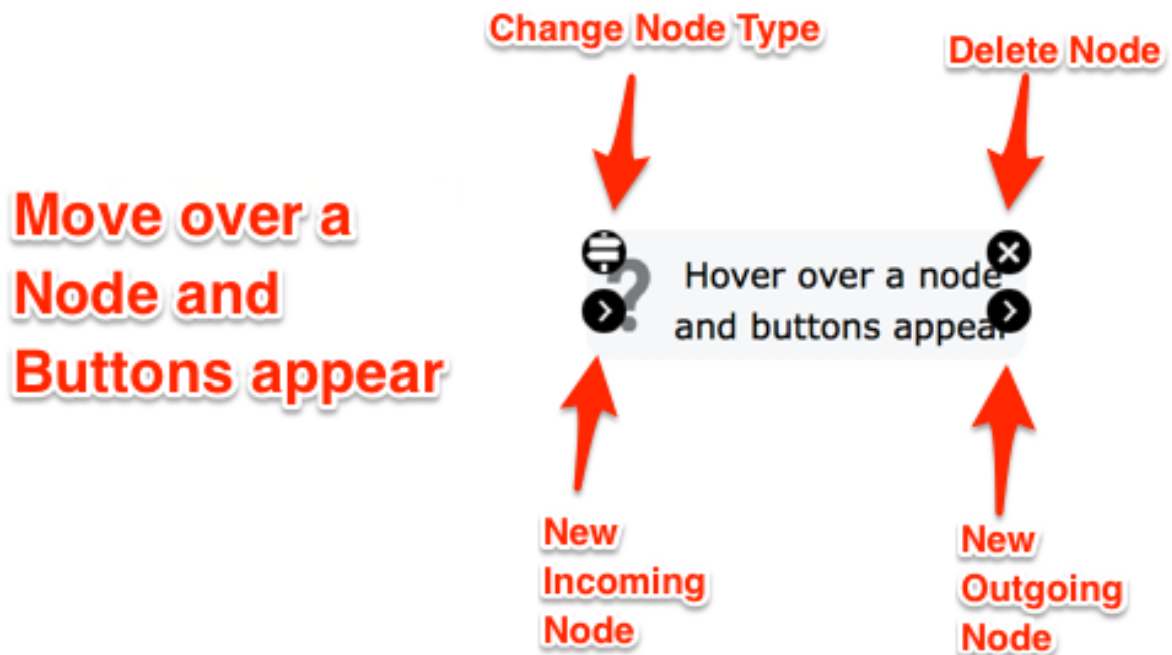 Change Node Type
Delete Node
Move over a
Node and
Buttons appear
?
Hover over a node
and buttons appear
New
Incoming
Node
New
Outgoing
Node